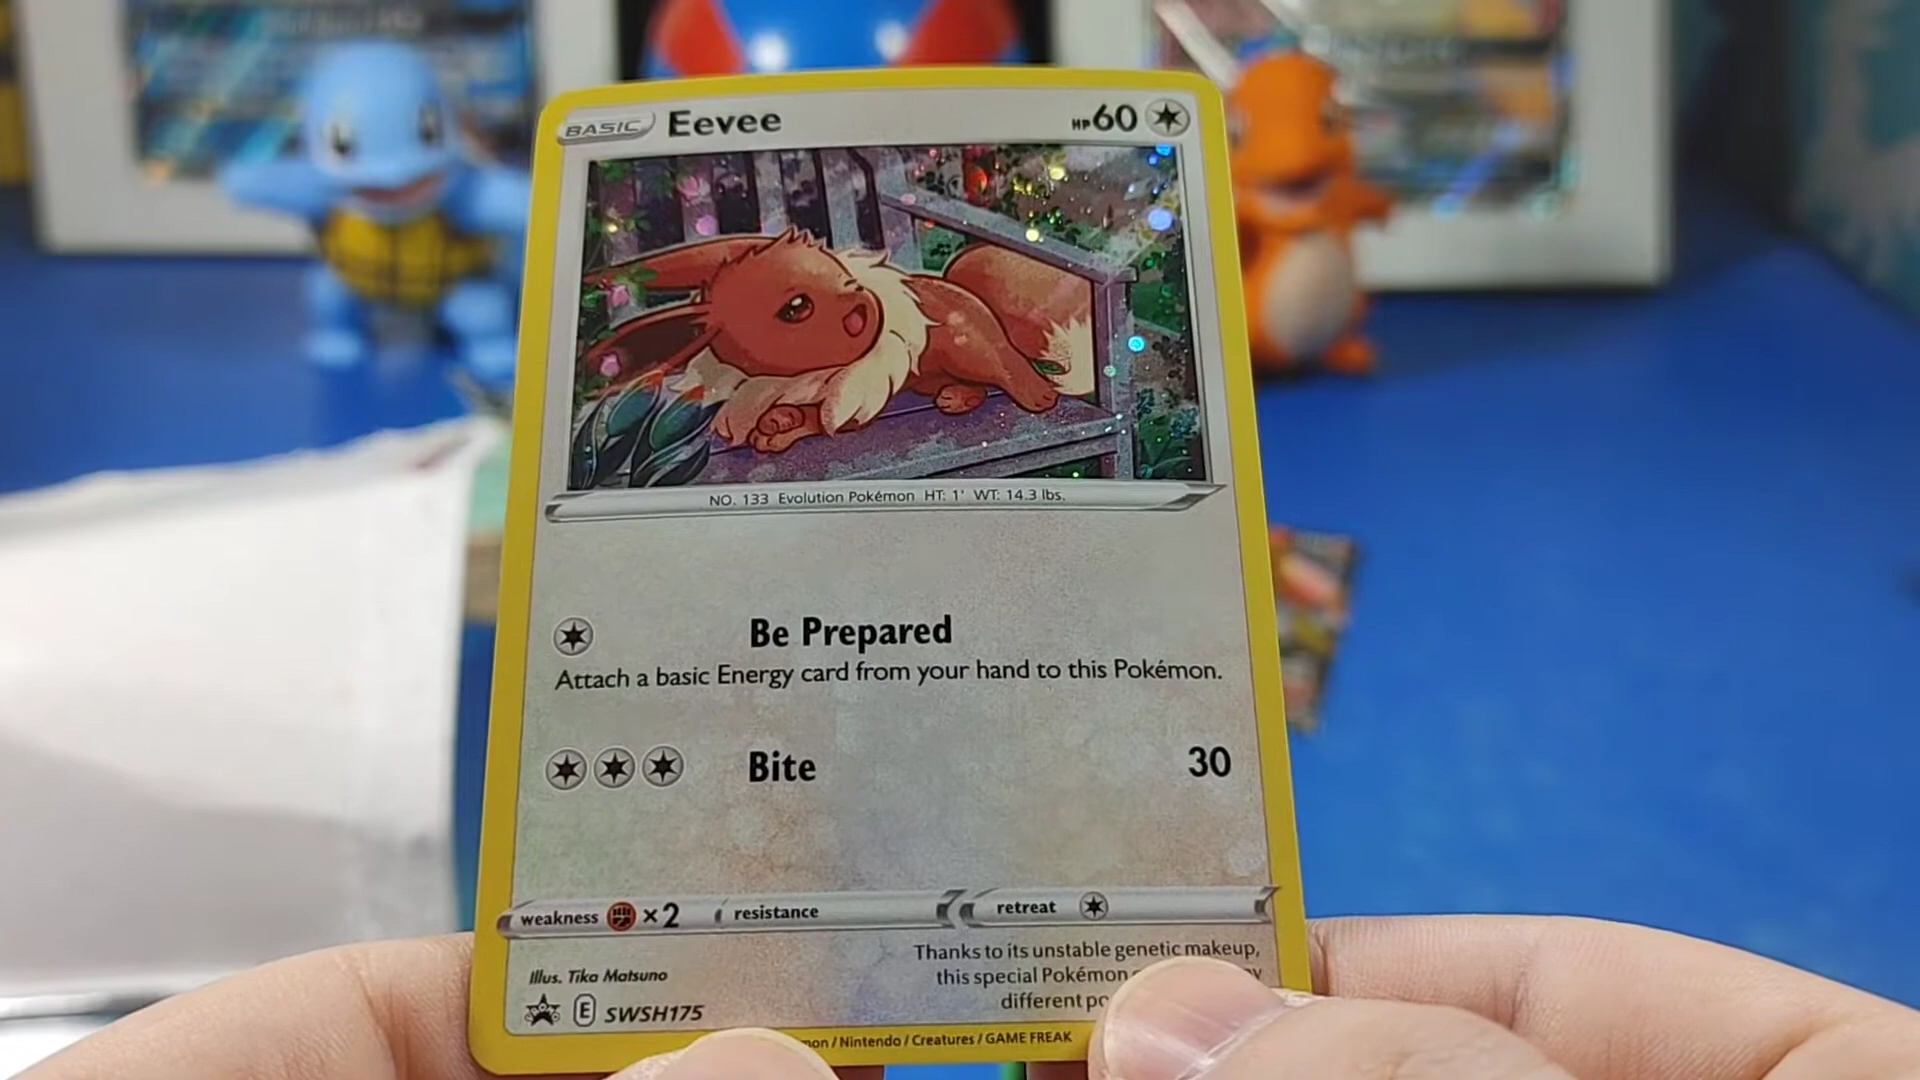 BASIC Eevee HP60
NO. 133 Evolution Pokémon HT: 1' WT: 14.3 lbs.
Be Prepared
Attach a basic Energy card from your hand to this Pokémon.
Bite 30
weakness ×2 resistance retreat
Thanks to its unstable genetic makeup,
this special Pokémon
different
Illus. Tika Matsuno
E SWSH175
/ Nintendo / Creatures / GAME FREAK